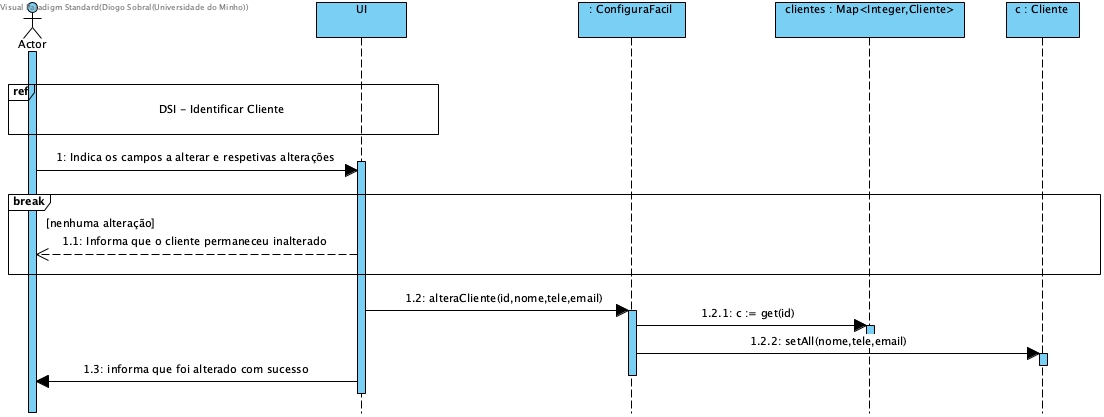 Visual Paradigm Standard(Diogo Sobral(Universidade do Minho))
UI
: ConfiguraFacil
clientes : Map<Integer,Cliente>
c : Cliente
Actor
ref
DSI - Identificar Cliente
1: Indica os campos a alterar e respetivas alterações
break
[nenhuma alteração]
1.1: Informa que o cliente permaneceu inalterado
1.2: alteraCliente(id,nome,tele,email)
1.2.1: c := get(id)
1.2.2: setAll(nome,tele,email)
1.3: informa que foi alterado com sucesso